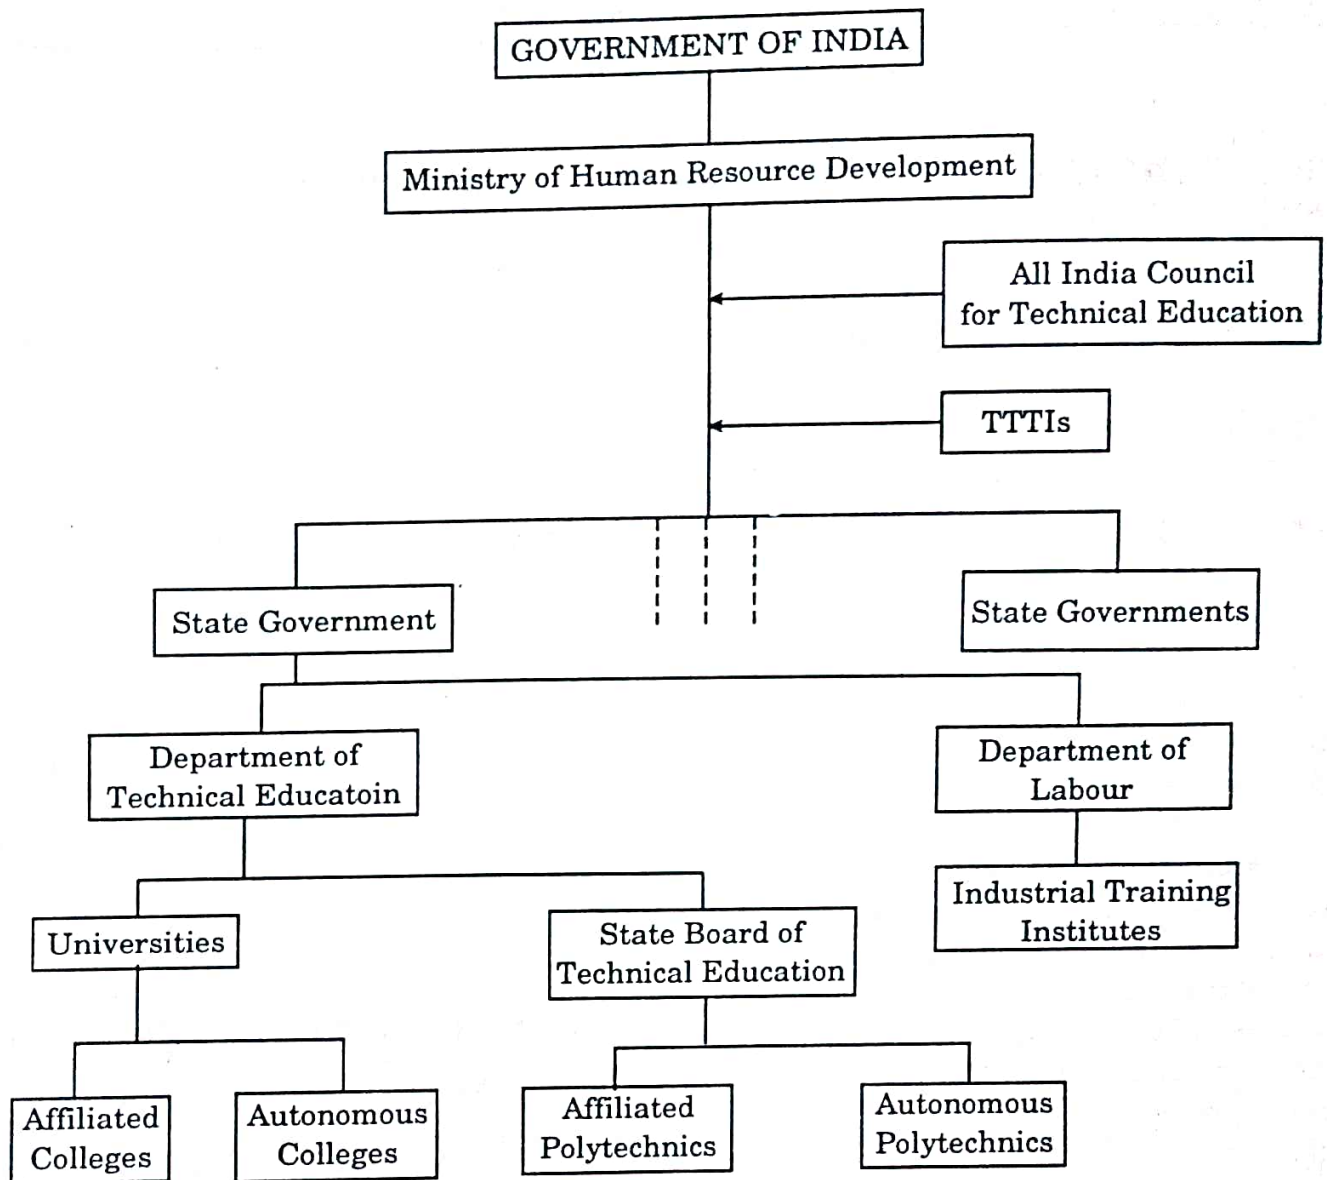 GOVERNMENT OF INDIA
Ministry of Human Resource Development
All India Council
for Technical Education
TTTIs
State Government
State Governments
Department of
Technical Educatoin
Department of
Labour
Universities
State Board of
Technical Education
Industrial Training
Institutes
Affiliated
Colleges
Autonomous
Colleges
Affiliated
Polytechnics
Autonomous
Polytechnics